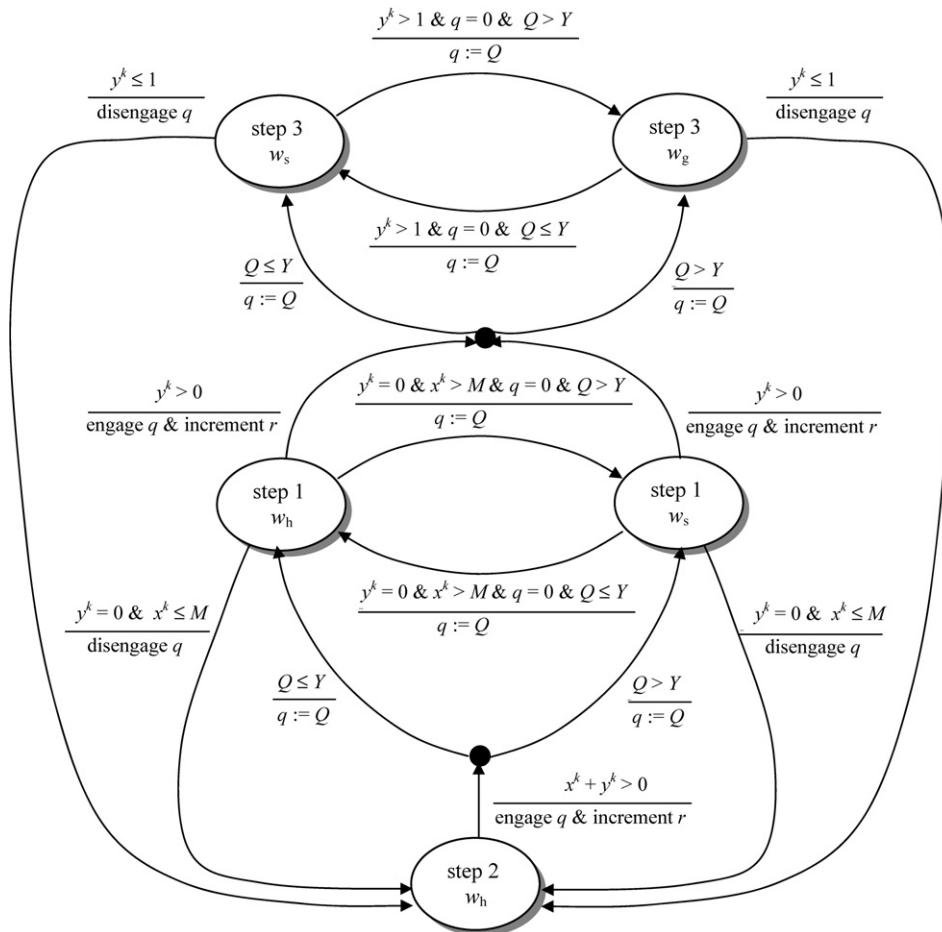 y^k > 1 & q = 0 & Q > Y
q := Q
y^k ≤ 1
disengage q
y^k ≤ 1
disengage q
step 3
w_s
step 3
w_g
y^k > 1 & q = 0 & Q ≤ Y
q := Q
Q ≤ Y
q := Q
Q > Y
q := Q
y^k > 0
engage q & increment r
y^k = 0 & x^k > M & q = 0 & Q > Y
q := Q
y^k > 0
engage q & increment r
step 1
w_h
step 1
w_s
y^k = 0 & x^k > M & q = 0 & Q ≤ Y
q := Q
y^k = 0 & x^k ≤ M
disengage q
y^k = 0 & x^k ≤ M
disengage q
Q ≤ Y
q := Q
Q > Y
q := Q
x^k + y^k > 0
engage q & increment r
step 2
w_h